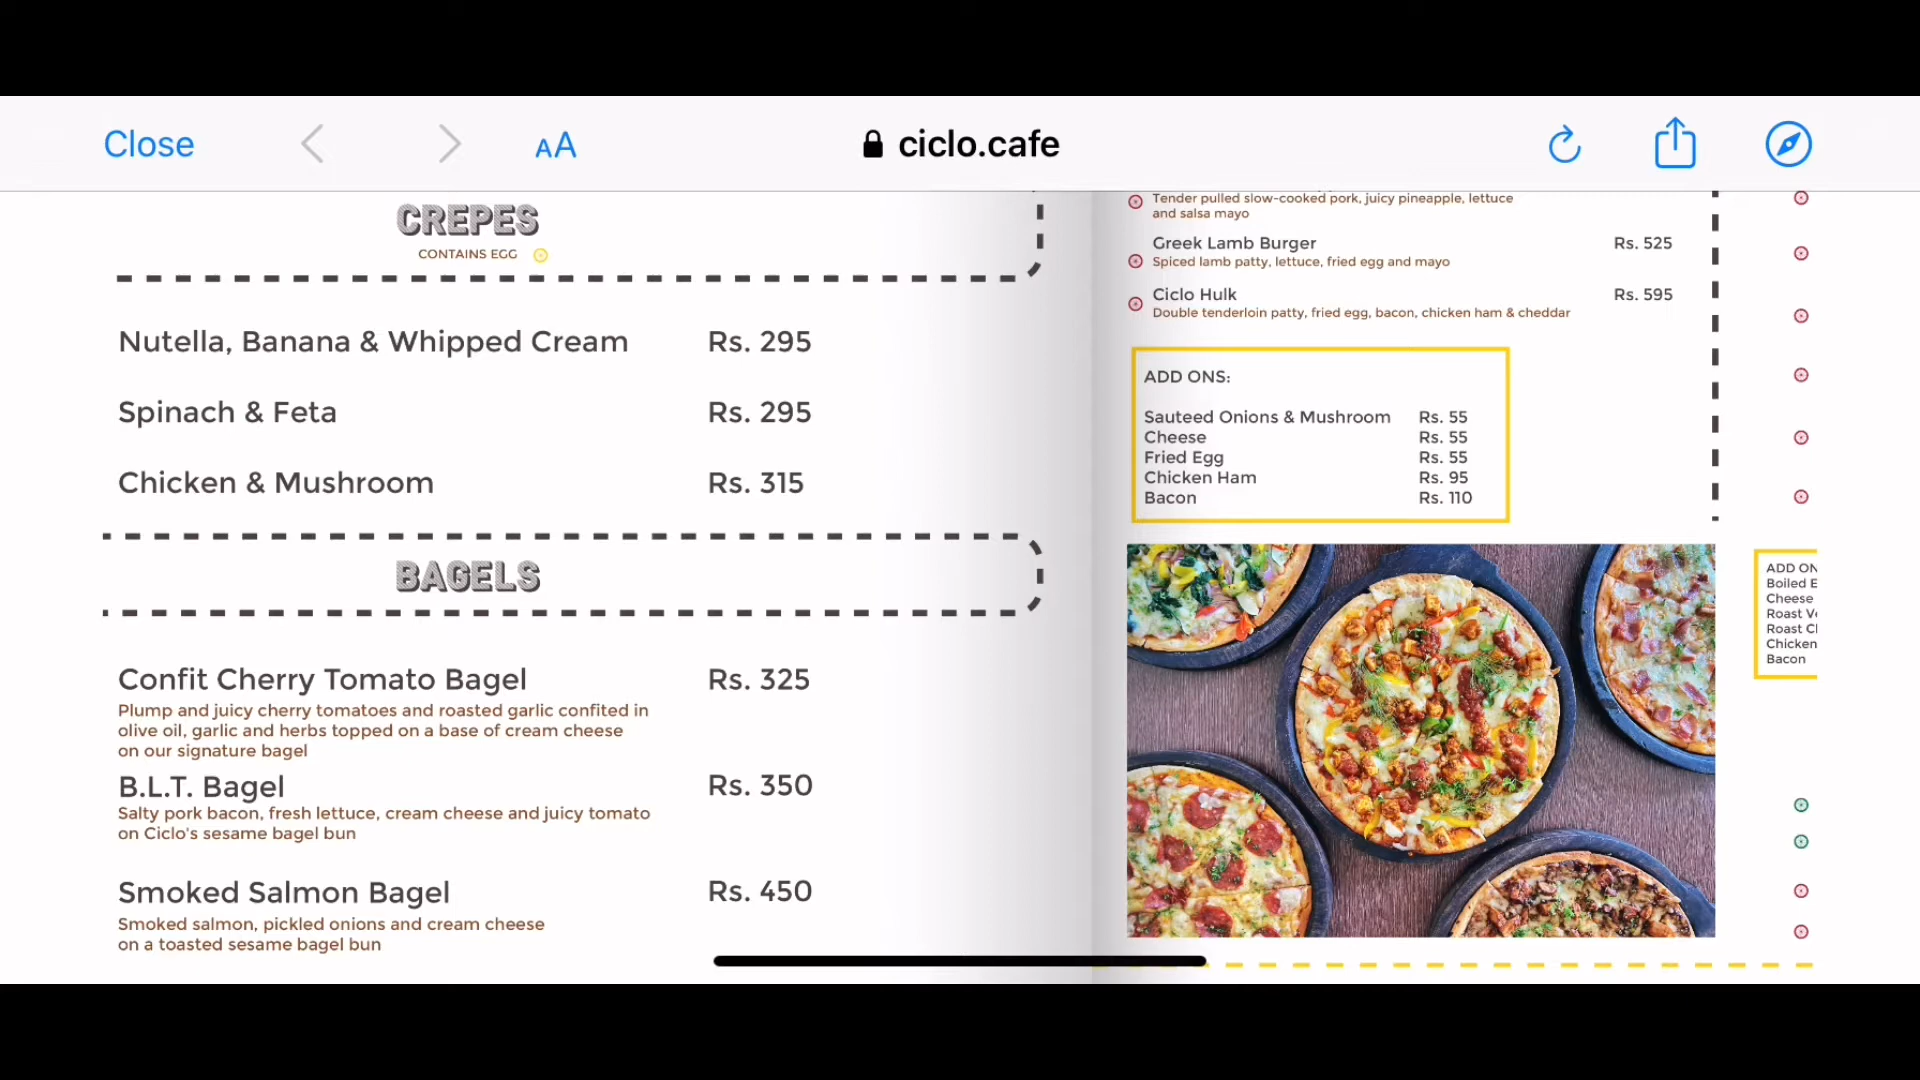 Close
AA
ciclo.cafe
CREPES
CONTAINS EGG
Nutella, Banana & Whipped Cream Rs. 295
Spinach & Feta Rs. 295
Chicken & Mushroom Rs. 315
BAGELS
Confit Cherry Tomato Bagel Rs. 325
Plump and juicy cherry tomatoes and roasted garlic confited in
olive oil, garlic and herbs topped on a base of cream cheese
on our signature bagel
B.L.T. Bagel Rs. 350
Salty pork bacon, fresh lettuce, cream cheese and juicy tomato
on Ciclo's sesame bagel bun
Smoked Salmon Bagel Rs. 450
Smoked salmon, pickled onions and cream cheese
on a toasted sesame bagel bun
Tender pulled slow-cooked pork, juicy pineapple, lettuce
and salsa mayo
Greek Lamb Burger Rs. 525
Spiced lamb patty, lettuce, fried egg and mayo
Ciclo Hulk Rs. 595
Double tenderloin patty, fried egg, bacon, chicken ham & cheddar
ADD ONS:
Sauteed Onions & Mushroom Rs. 55
Cheese Rs. 55
Fried Egg Rs. 55
Chicken Ham Rs. 95
Bacon Rs. 110
ADD ON
Boiled E
Cheese
Roast V
Roast C
Chicken
Bacon